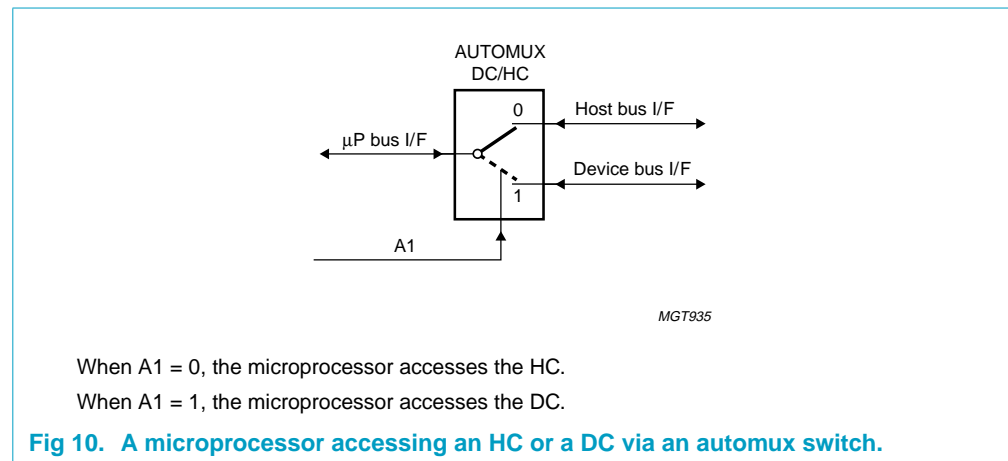 AUTOMUX
DC/HC
0
Host bus I/F
μP bus I/F
Device bus I/F
1
A1
MGT935
When A1 = 0, the microprocessor accesses the HC.
When A1 = 1, the microprocessor accesses the DC.
Fig 10. A microprocessor accessing an HC or a DC via an automux switch.